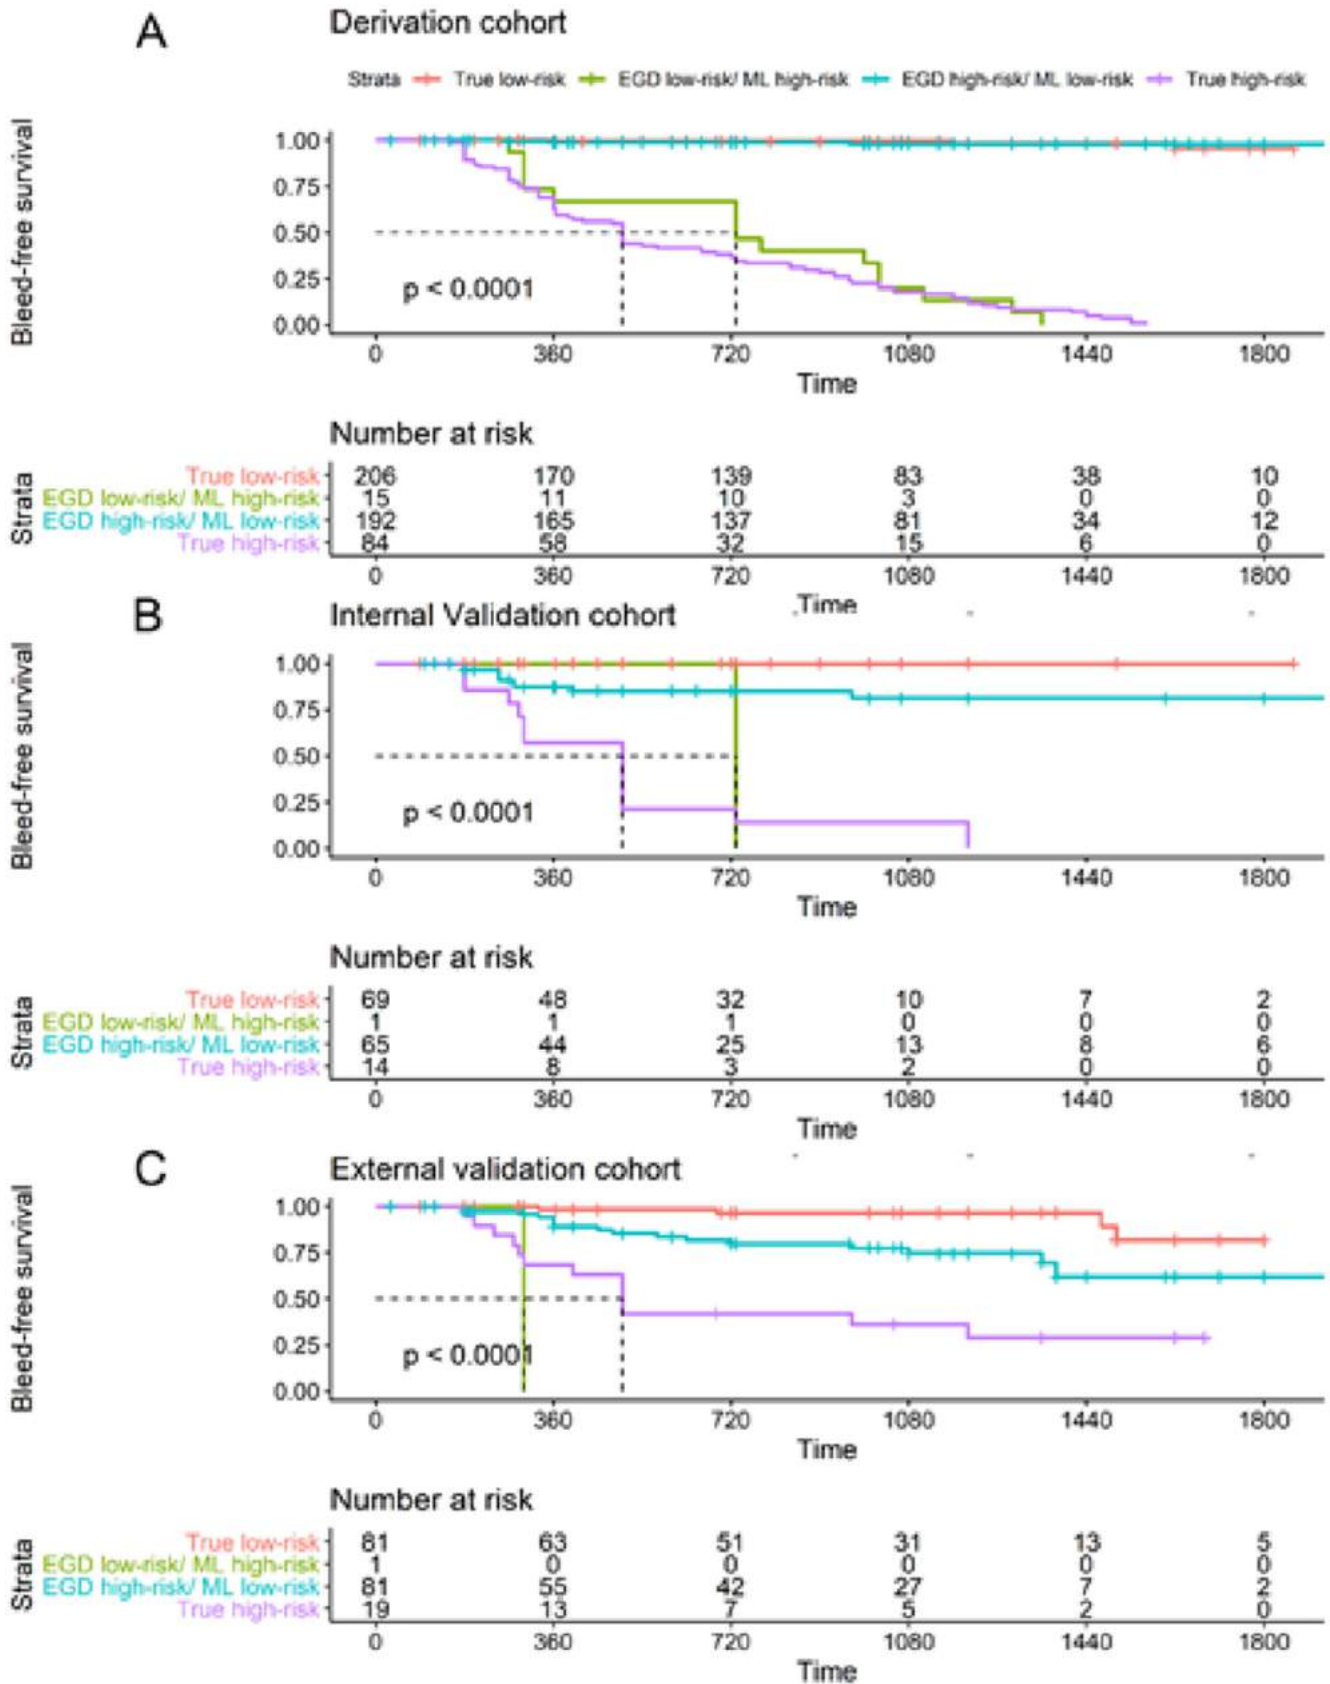 A
Derivation cohort
Strata True low-risk EGD low-risk/ ML high-risk EGD high-risk/ ML low-risk True high-risk
Bleed-free survival
1.00
0.75
0.50
0.25
0.00
p < 0.0001
0 360 720 1080 1440 1800
Time
Number at risk
Strata
True low-risk 206 170 139 83 38 10
EGD low-risk/ ML high-risk 15 11 10 3 0 0
EGD high-risk/ ML low-risk 192 165 137 81 34 12
True high-risk 84 58 32 15 6 0
0 360 720 1080 1440 1800
Time
B
Internal Validation cohort
Bleed-free survival
1.00
0.75
0.50
0.25
0.00
p < 0.0001
0 360 720 1080 1440 1800
Time
Number at risk
Strata
True low-risk 69 48 32 10 7 2
EGD low-risk/ ML high-risk 1 1 1 0 0 0
EGD high-risk/ ML low-risk 65 44 25 13 8 6
True high-risk 14 8 3 2 0 0
0 360 720 1080 1440 1800
Time
C
External validation cohort
Bleed-free survival
1.00
0.75
0.50
0.25
0.00
p < 0.0001
0 360 720 1080 1440 1800
Time
Number at risk
Strata
True low-risk 81 63 51 31 13 5
EGD low-risk/ ML high-risk 1 0 0 0 0 0
EGD high-risk/ ML low-risk 81 55 42 27 7 2
True high-risk 19 13 7 5 2 0
0 360 720 1080 1440 1800
Time